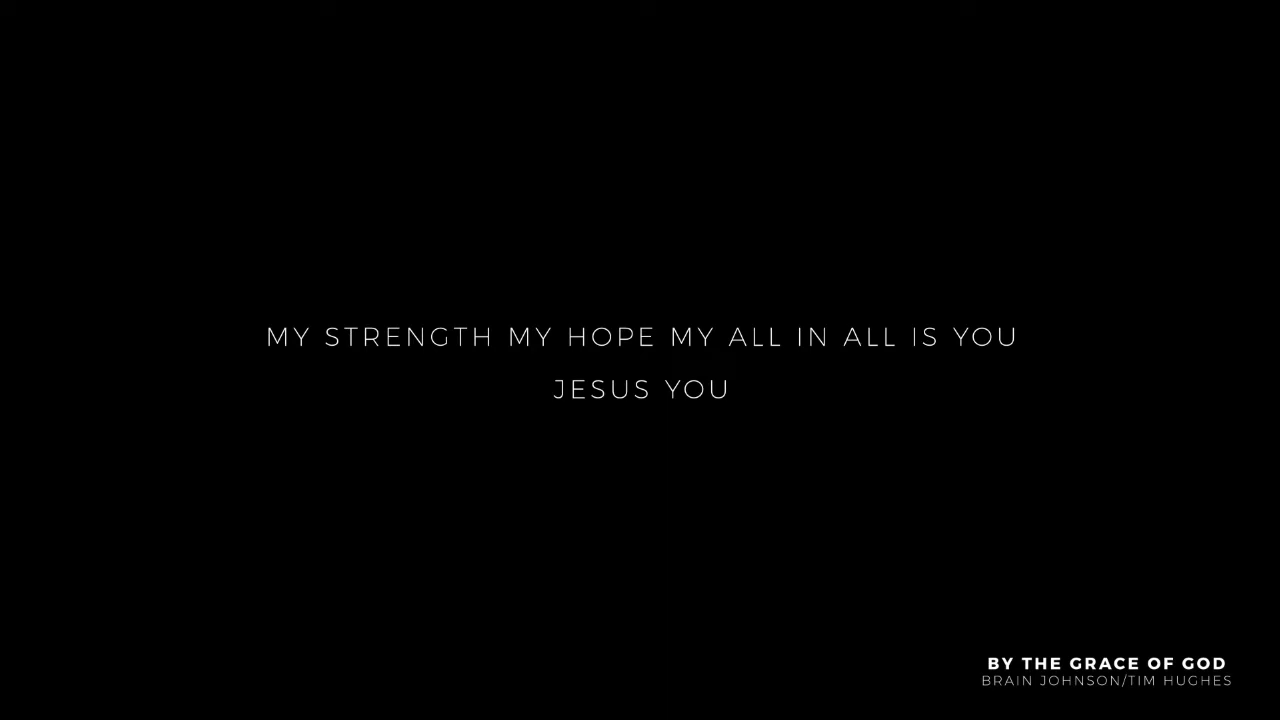 MY STRENGTH MY HOPE MY ALL IN ALL IS YOU
JESUS YOU
BY THE GRACE OF GOD
BRAIN JOHNSON/TIM HUGHES